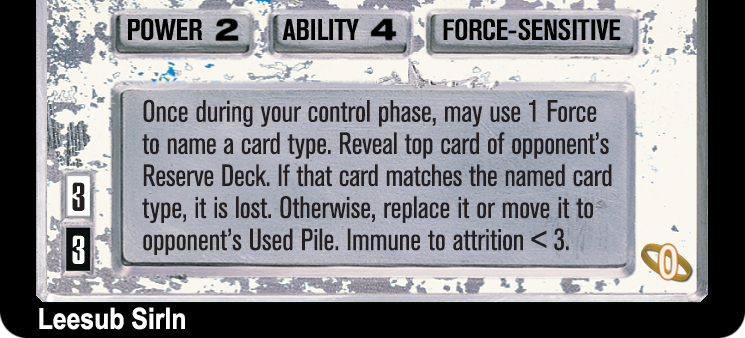 POWER 2 ABILITY 4 FORCE-SENSITIVE
Once during your control phase, may use 1 Force
to name a card type. Reveal top card of opponent's
Reserve Deck. If that card matches the named card
type, it is lost. Otherwise, replace it or move it to
opponent's Used Pile. Immune to attrition < 3.
3
3
0
Leesub Sirln